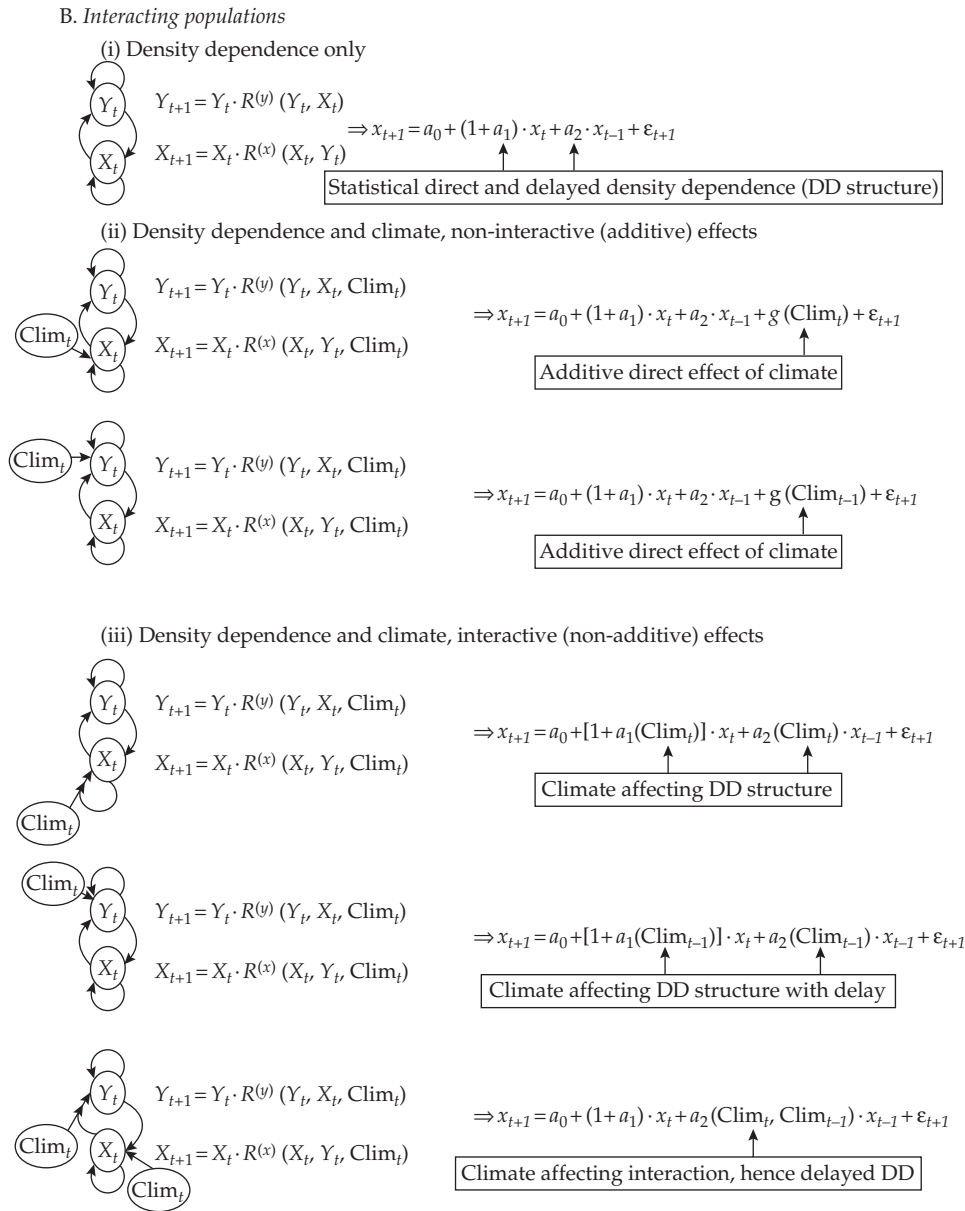 B. Interacting populations
(i) Density dependence only
Y_t
X_t
Y_{t+1} = Y_t · R^{(y)} (Y_t, X_t)
X_{t+1} = X_t · R^{(x)} (X_t, Y_t)
⇒ x_{t+1} = a_0 + (1 + a_1) · x_t + a_2 · x_{t-1} + ε_{t+1}
Statistical direct and delayed density dependence (DD structure)
(ii) Density dependence and climate, non-interactive (additive) effects
Y_t
Clim_t
X_t
Y_{t+1} = Y_t · R^{(y)} (Y_t, X_t, Clim_t)
X_{t+1} = X_t · R^{(x)} (X_t, Y_t, Clim_t)
⇒ x_{t+1} = a_0 + (1 + a_1) · x_t + a_2 · x_{t-1} + g (Clim_t) + ε_{t+1}
Additive direct effect of climate
Clim_t
Y_t
X_t
Y_{t+1} = Y_t · R^{(y)} (Y_t, X_t, Clim_t)
X_{t+1} = X_t · R^{(x)} (X_t, Y_t, Clim_t)
⇒ x_{t+1} = a_0 + (1 + a_1) · x_t + a_2 · x_{t-1} + g (Clim_{t-1}) + ε_{t+1}
Additive direct effect of climate
(iii) Density dependence and climate, interactive (non-additive) effects
Y_t
X_t
Clim_t
Y_{t+1} = Y_t · R^{(y)} (Y_t, X_t, Clim_t)
X_{t+1} = X_t · R^{(x)} (X_t, Y_t, Clim_t)
⇒ x_{t+1} = a_0 + [1 + a_1(Clim_t)] · x_t + a_2(Clim_t) · x_{t-1} + ε_{t+1}
Climate affecting DD structure
Clim_t
Y_t
X_t
Y_{t+1} = Y_t · R^{(y)} (Y_t, X_t, Clim_t)
X_{t+1} = X_t · R^{(x)} (X_t, Y_t, Clim_t)
⇒ x_{t+1} = a_0 + [1 + a_1(Clim_{t-1})] · x_t + a_2(Clim_{t-1}) · x_{t-1} + ε_{t+1}
Climate affecting DD structure with delay
Y_t
Clim_t
X_t
Clim_t
Y_{t+1} = Y_t · R^{(y)} (Y_t, X_t, Clim_t)
X_{t+1} = X_t · R^{(x)} (X_t, Y_t, Clim_t)
⇒ x_{t+1} = a_0 + (1 + a_1) · x_t + a_2(Clim_t, Clim_{t-1}) · x_{t-1} + ε_{t+1}
Climate affecting interaction, hence delayed DD